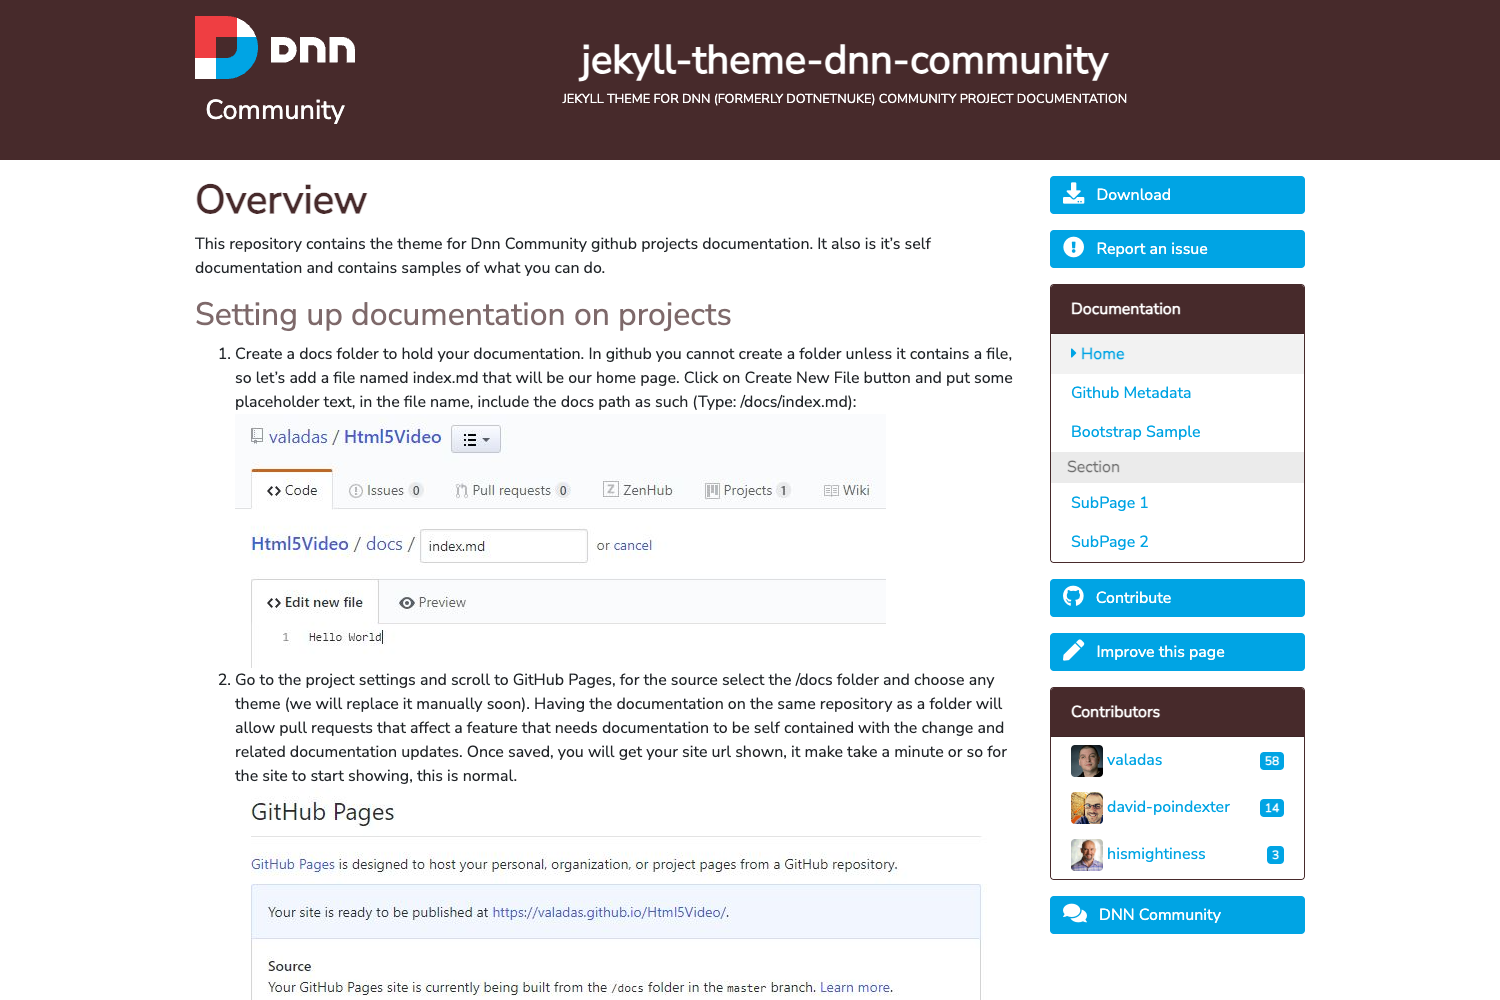 DNN
Community
jekyll-theme-dnn-community
JEKYLL THEME FOR DNN (FORMERLY DOTNETNUKE) COMMUNITY PROJECT DOCUMENTATION
Overview
This repository contains the theme for Dnn Community github projects documentation. It also is it's self
documentation and contains samples of what you can do.
Setting up documentation on projects
1. Create a docs folder to hold your documentation. In github you cannot create a folder unless it contains a file,
so let's add a file named index.md that will be our home page. Click on Create New File button and put some
placeholder text, in the file name, include the docs path as such (Type: /docs/index.md):
valadas / Html5Video
Code Issues 0 Pull requests 0 ZenHub Projects 1 Wiki
Html5Video / docs / index.md or cancel
Edit new file Preview
1 Hello World
2. Go to the project settings and scroll to GitHub Pages, for the source select the /docs folder and choose any
theme (we will replace it manually soon). Having the documentation on the same repository as a folder will
allow pull requests that affect a feature that needs documentation to be self contained with the change and
related documentation updates. Once saved, you will get your site url shown, it make take a minute or so for
the site to start showing, this is normal.
GitHub Pages
GitHub Pages is designed to host your personal, organization, or project pages from a GitHub repository.
Your site is ready to be published at https://valadas.github.io/Html5Video/.
Source
Your GitHub Pages site is currently being built from the /docs folder in the master branch. Learn more.
Download
Report an issue
Documentation
Home
Github Metadata
Bootstrap Sample
Section
SubPage 1
SubPage 2
Contribute
Improve this page
Contributors
valadas 58
david-poindexter 14
hismightiness 3
DNN Community